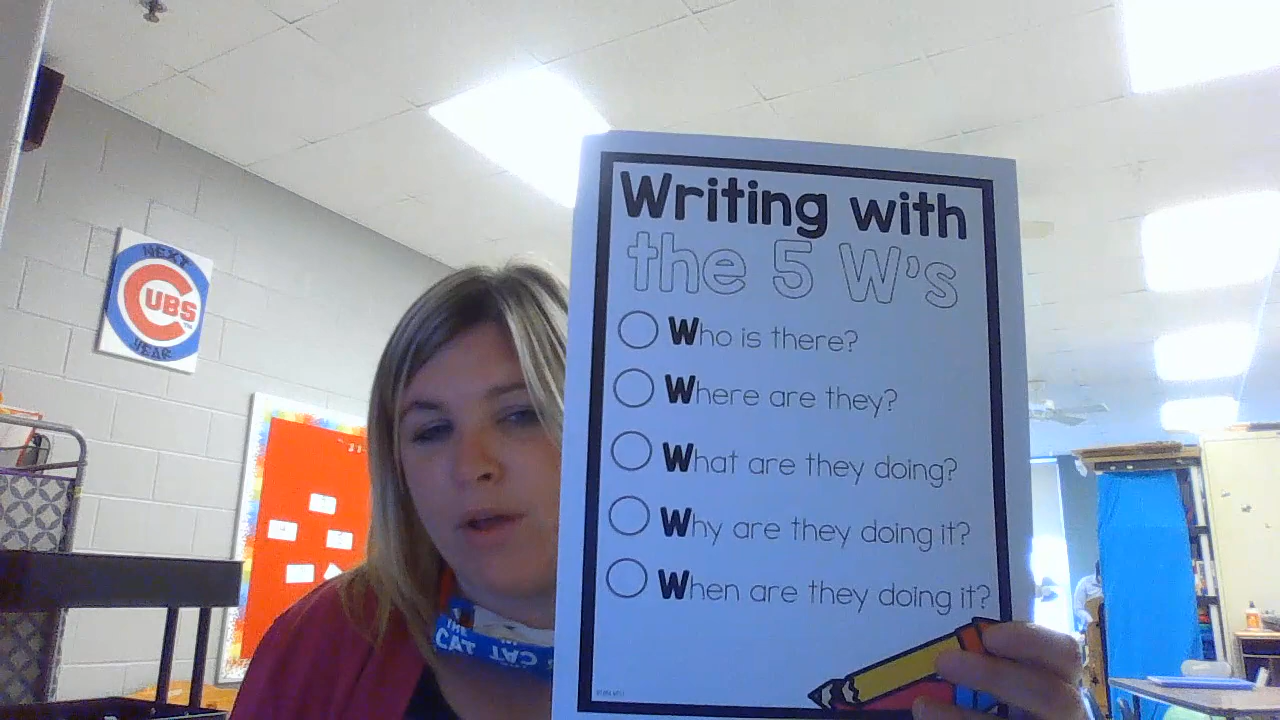 Writing with
the 5 W's
Who is there?
Where are they?
What are they doing?
Why are they doing it?
When are they doing it?
NEXT
CUBS
YEAR
THE
CAT
CAT